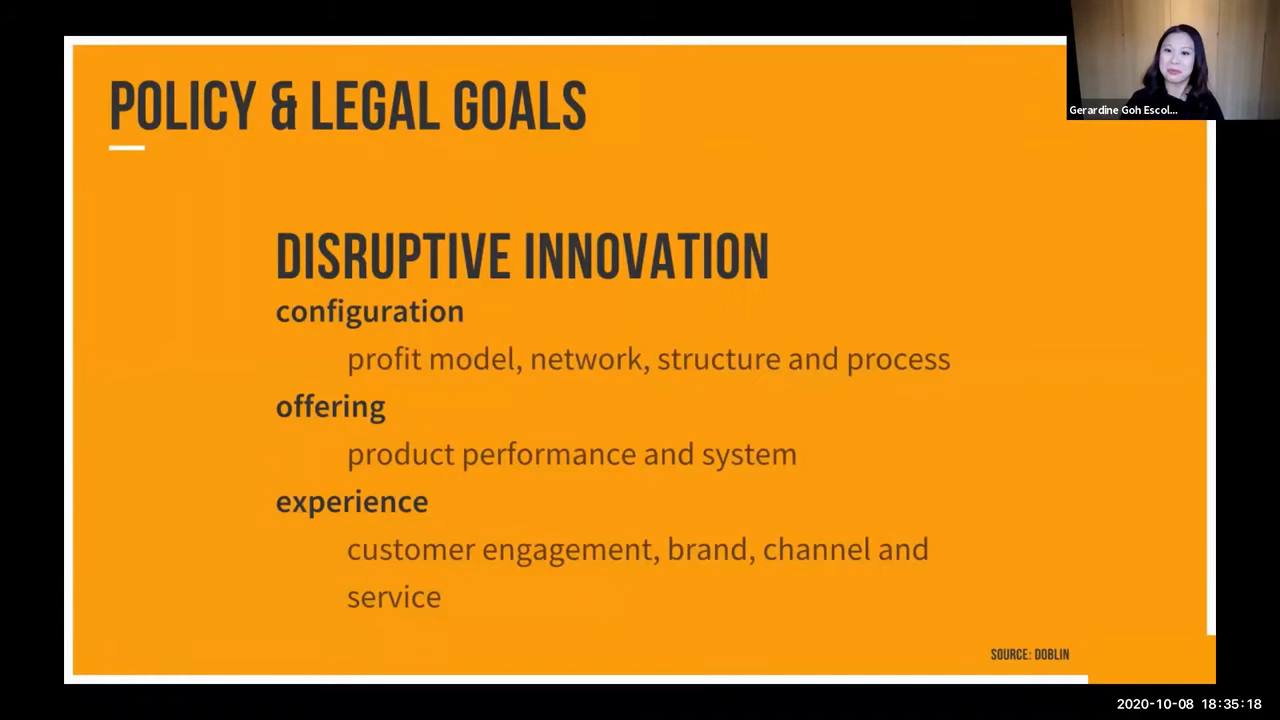 POLICY & LEGAL GOALS
Gerardine Goh Escol...
DISRUPTIVE INNOVATION
configuration
profit model, network, structure and process
offering
product performance and system
experience
customer engagement, brand, channel and
service
SOURCE: DOBLIN
2020-10-08 18:35:18